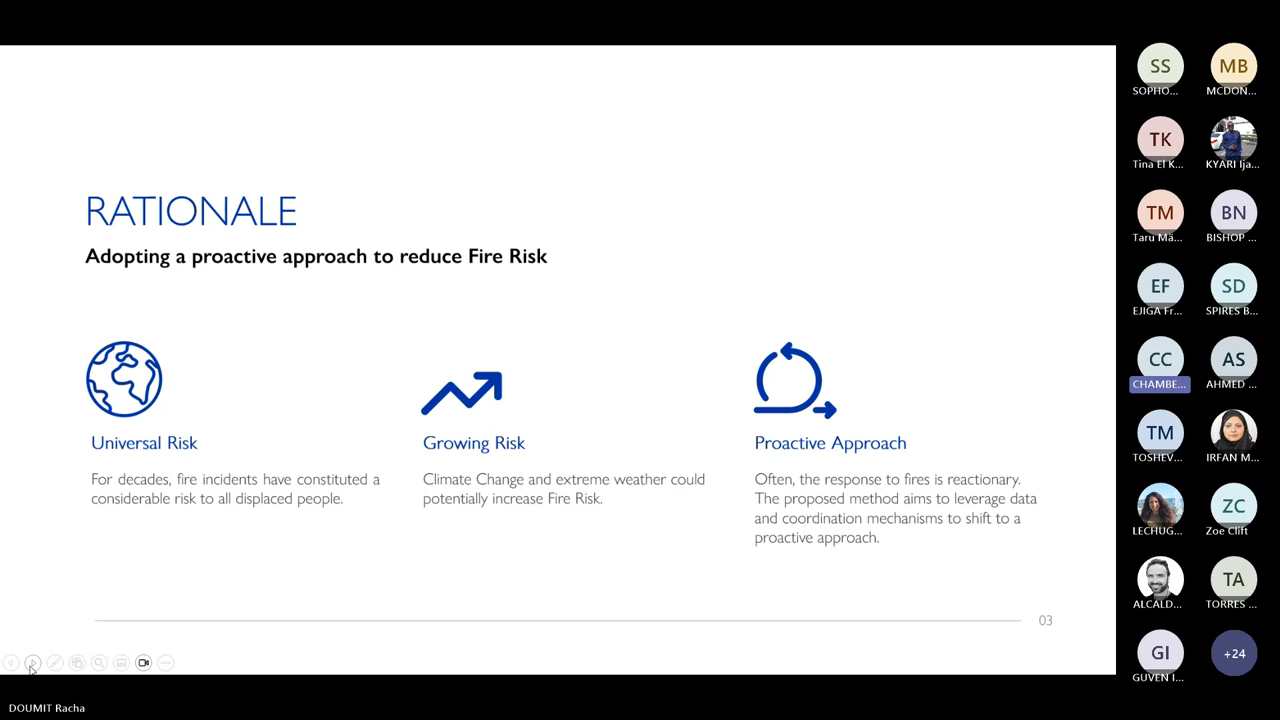 RATIONALE
Adopting a proactive approach to reduce Fire Risk
Universal Risk
For decades, fire incidents have constituted a
considerable risk to all displaced people.
Growing Risk
Climate Change and extreme weather could
potentially increase Fire Risk.
Proactive Approach
Often, the response to fires is reactionary.
The proposed method aims to leverage data
and coordination mechanisms to shift to a
proactive approach.
03
DOUMIT Racha
SS
SOPHO...
MB
MCDON...
TK
Tina El K...
KYARI Ija...
TM
Taru Mä...
BN
BISHOP ...
EF
EJIGA Fr...
SD
SPIRES B...
CC
CHAMBE...
AS
AHMED ...
TM
TOSHEV...
IRFAN M...
LECHUG...
ZC
Zoe Clift
ALCALD...
TA
TORRES ...
GI
GUVEN I...
+24